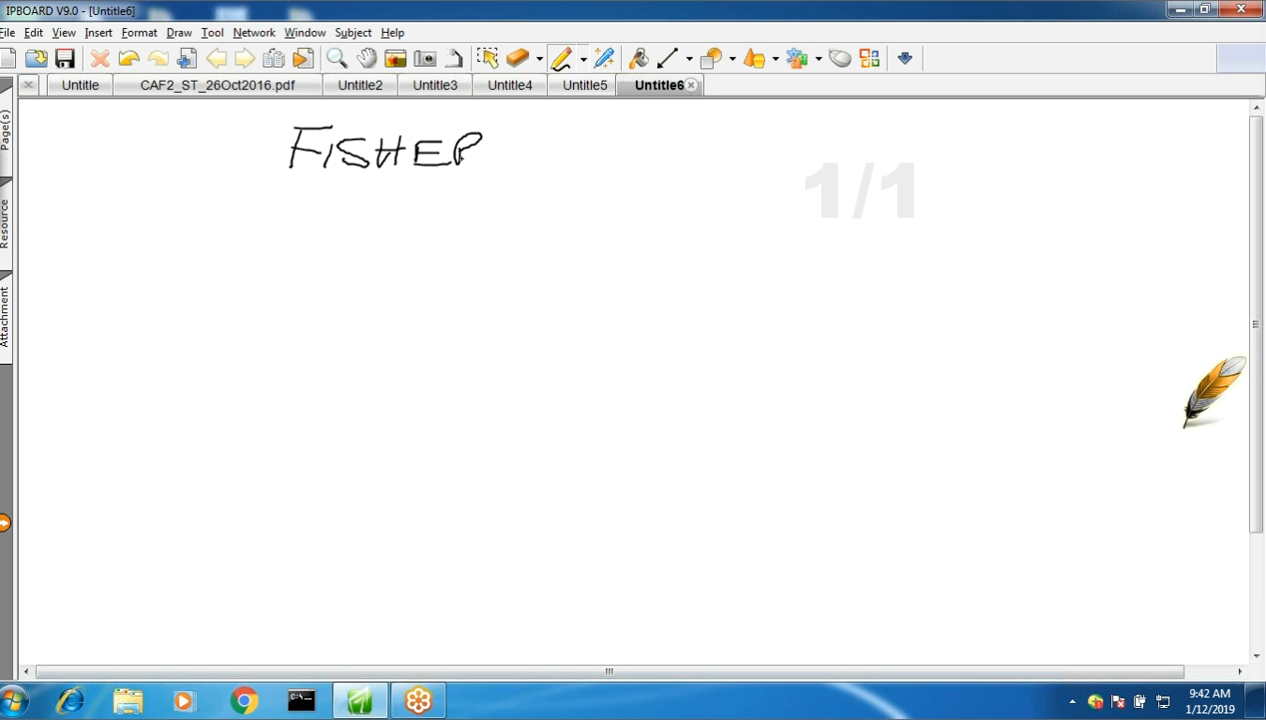 IPBOARD V9.0 - [Untitle6]
File Edit View Insert Format Draw Tool Network Window Subject Help
Untitle CAF2_ST_26Oct2016.pdf Untitle2 Untitle3 Untitle4 Untitle5 Untitle6
Page(s)
Resource
Attachment
FISHEP
1/1
9:42 AM
1/12/2019